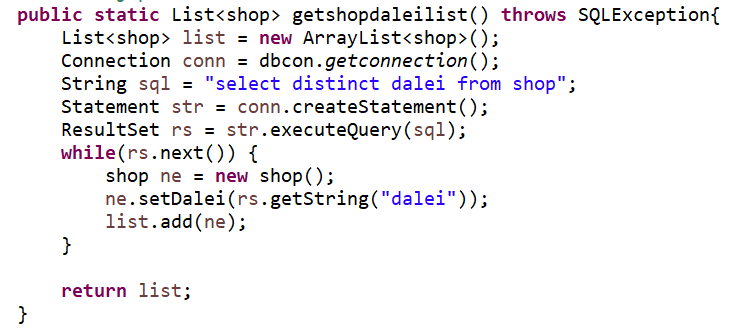 public static List<shop> getshopdaleilist() throws SQLException{
List<shop> list = new ArrayList<shop>();
Connection conn = dbcon.getconnection();
String sql = "select distinct dalei from shop";
Statement str = conn.createStatement();
ResultSet rs = str.executeQuery(sql);
while(rs.next()) {
shop ne = new shop();
ne.setDalei(rs.getString("dalei"));
list.add(ne);
}
return list;
}